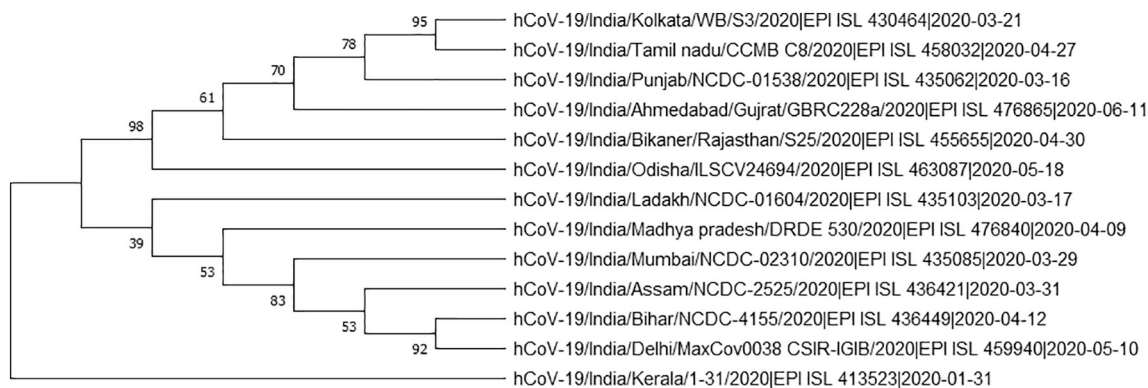 95
hCoV-19/India/Kolkata/WB/S3/2020|EPI ISL 430464|2020-03-21
78
hCoV-19/India/Tamil nadu/CCMB C8/2020|EPI ISL 458032|2020-04-27
70
hCoV-19/India/Punjab/NCDC-01538/2020|EPI ISL 435062|2020-03-16
61
hCoV-19/India/Ahmedabad/Gujrat/GBRC228a/2020|EPI ISL 476865|2020-06-11
98
hCoV-19/India/Bikaner/Rajasthan/S25/2020|EPI ISL 455655|2020-04-30
hCoV-19/India/Odisha/ILSCV24694/2020|EPI ISL 463087|2020-05-18
hCoV-19/India/Ladakh/NCDC-01604/2020|EPI ISL 435103|2020-03-17
39
hCoV-19/India/Madhya pradesh/DRDE 530/2020|EPI ISL 476840|2020-04-09
53
hCoV-19/India/Mumbai/NCDC-02310/2020|EPI ISL 435085|2020-03-29
83
hCoV-19/India/Assam/NCDC-2525/2020|EPI ISL 436421|2020-03-31
53
hCoV-19/India/Bihar/NCDC-4155/2020|EPI ISL 436449|2020-04-12
92
hCoV-19/India/Delhi/MaxCov0038 CSIR-IGIB/2020|EPI ISL 459940|2020-05-10
hCoV-19/India/Kerala/1-31/2020|EPI ISL 413523|2020-01-31